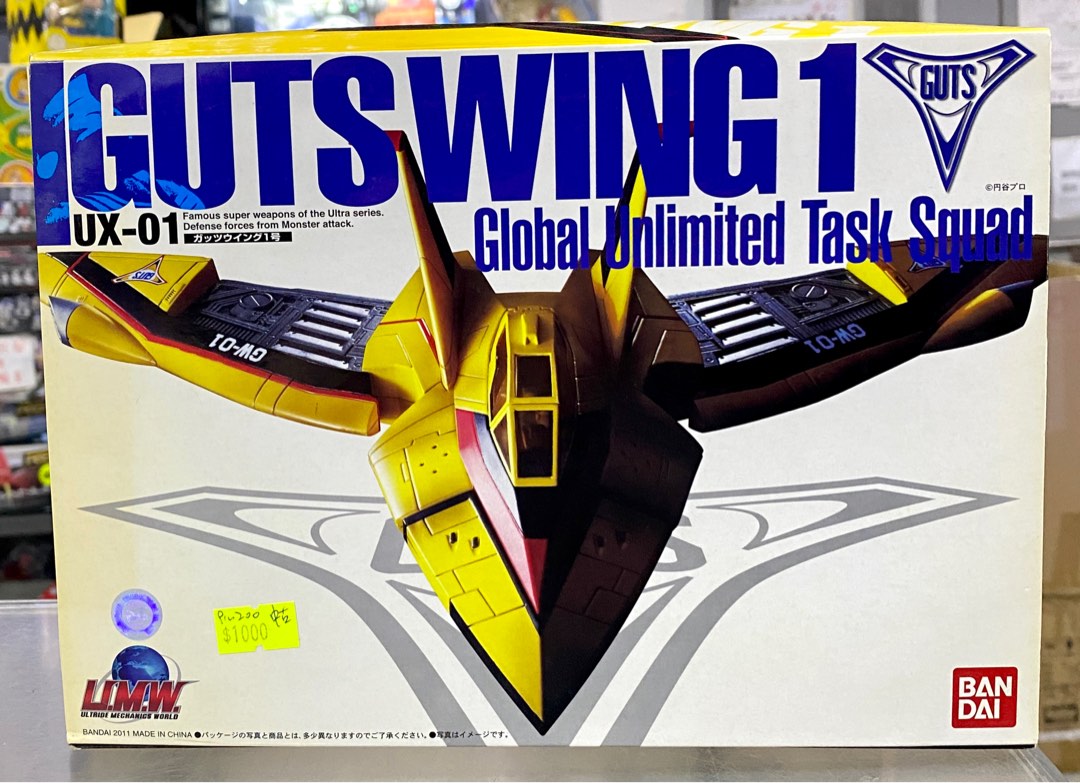 GUTS WING 1
GUTS
©円谷プロ
UX-01
Famous super weapons of the Ultra series.
Defense forces from Monster attack.
ガッツウイング1号
Global Unlimited Task Squad
GUTS
GW-01
GW-01
GUTS
$1000
U.M.W.
ULTRIDE MECHANICS WORLD
BAN
DAI
BANDAI 2011 MADE IN CHINA ●パッケージの写真と商品とは、多少異なりますのでご了承ください。●写真はイメージです。